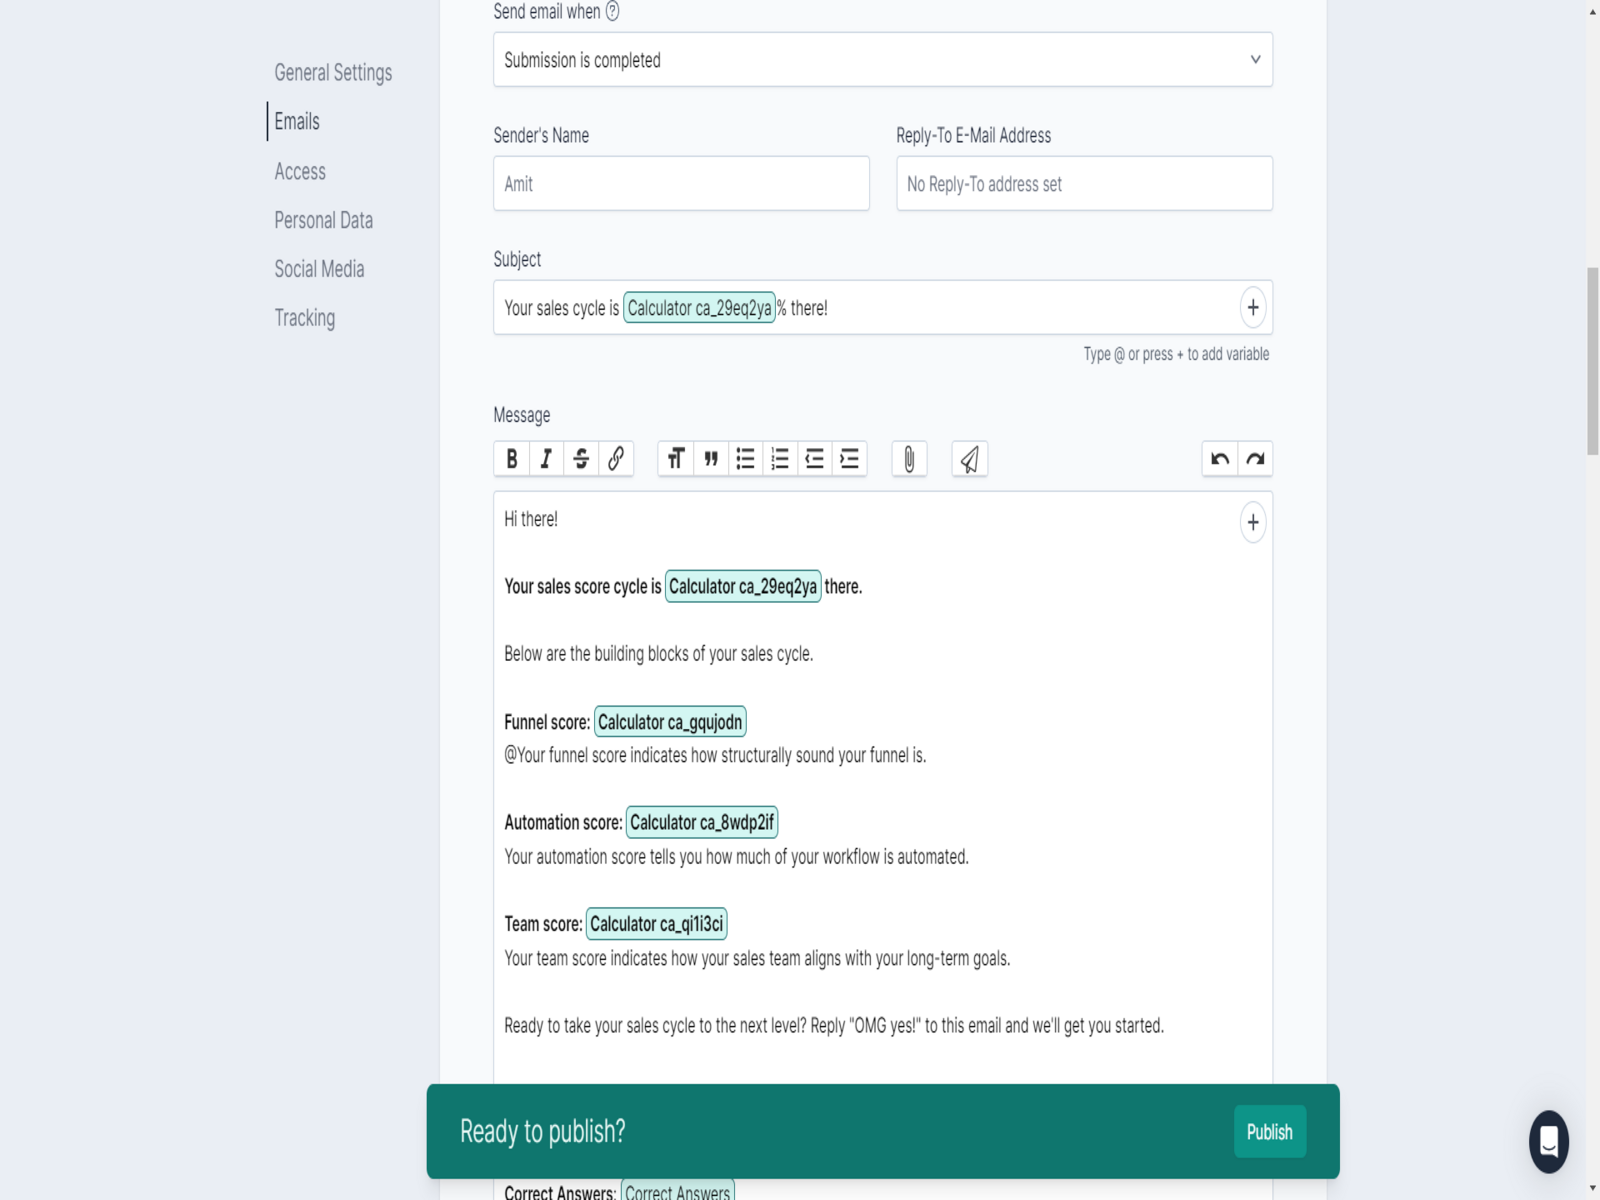 Send email when ?
Submission is completed
General Settings
Emails
Access
Personal Data
Social Media
Tracking
Sender's Name
Reply-To E-Mail Address
Amit
No Reply-To address set
Subject
Your sales cycle is Calculator ca_29eq2ya% there!
Type @ or press + to add variable
Message
Hi there!
Your sales score cycle is Calculator ca_29eq2ya there.
Below are the building blocks of your sales cycle.
Funnel score: Calculator ca_gqujodn
@Your funnel score indicates how structurally sound your funnel is.
Automation score: Calculator ca_8wdp2if
Your automation score tells you how much of your workflow is automated.
Team score: Calculator ca_qi1i3ci
Your team score indicates how your sales team aligns with your long-term goals.
Ready to take your sales cycle to the next level? Reply "OMG yes!" to this email and we'll get you started.
Ready to publish?
Publish
Correct Answers: Correct Answers